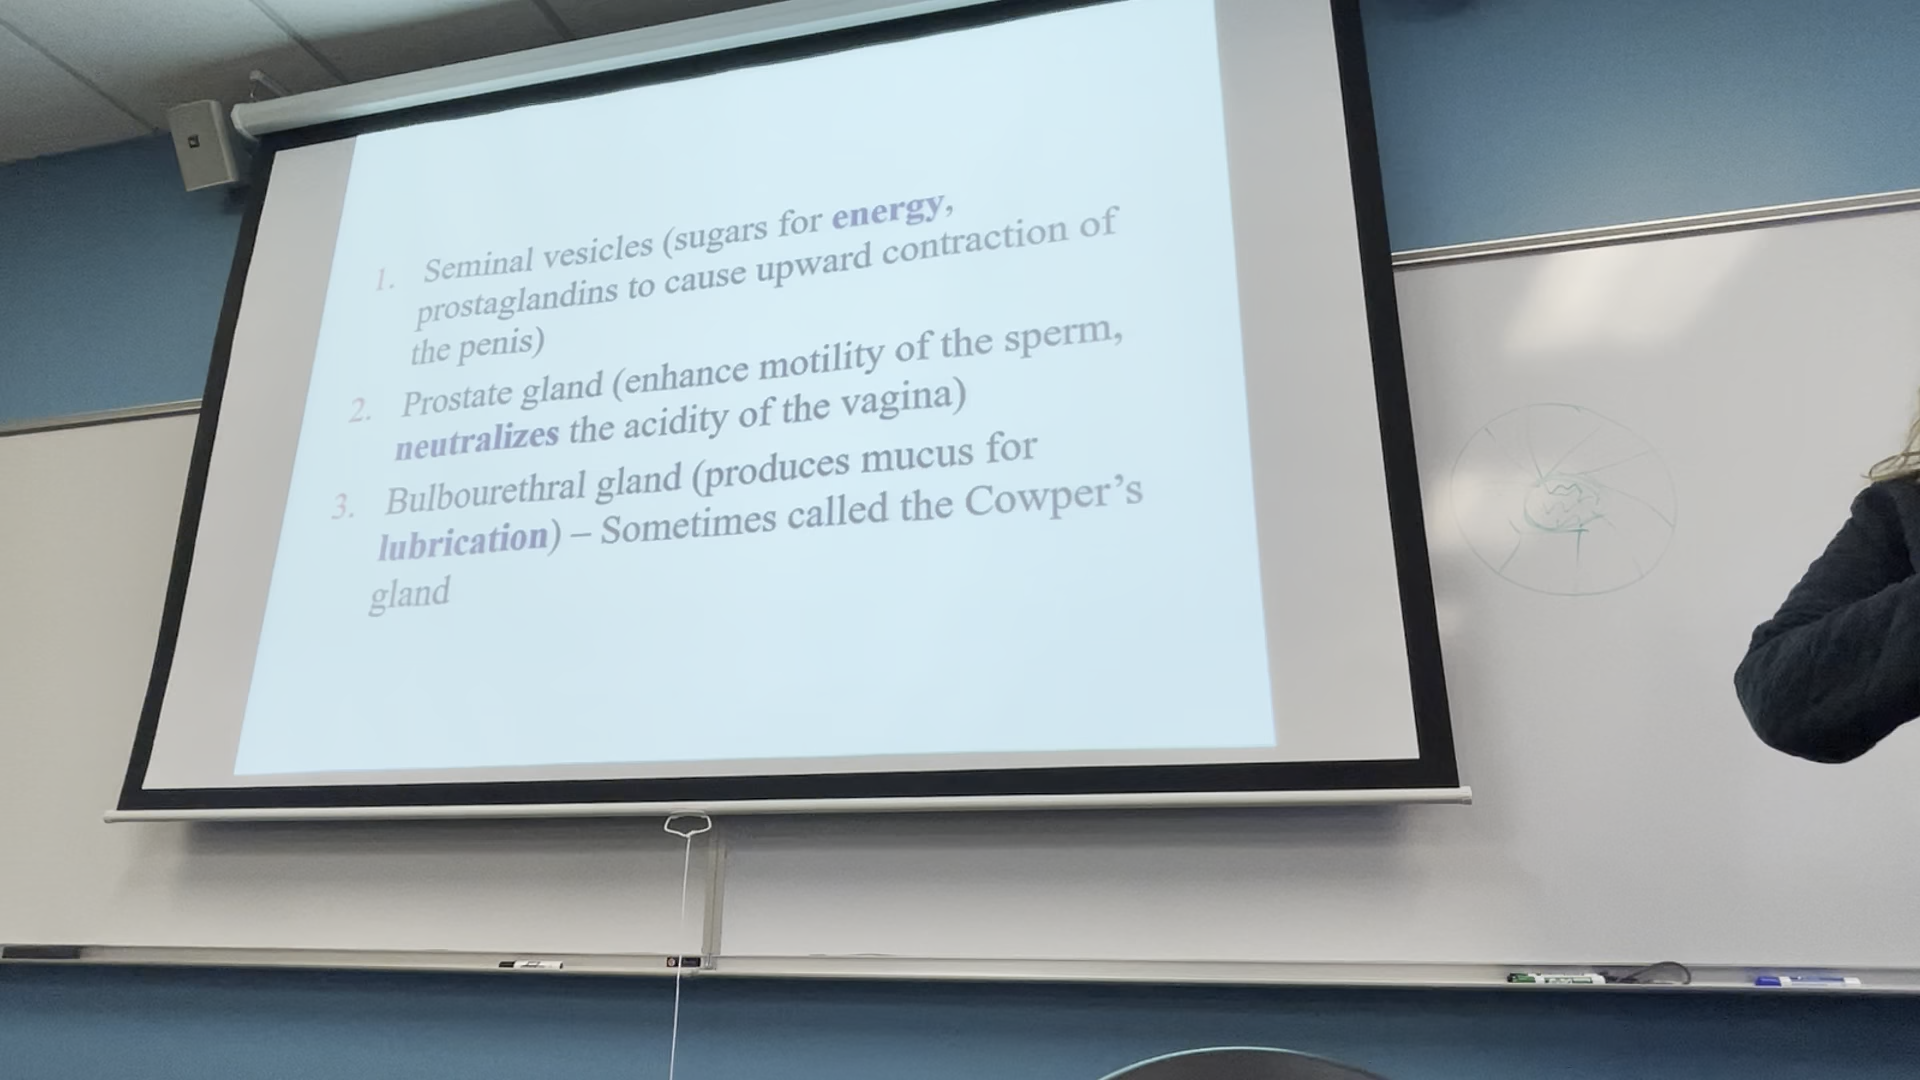 1. Seminal vesicles (sugars for energy,
prostaglandins to cause upward contraction of
the penis)
2. Prostate gland (enhance motility of the sperm,
neutralizes the acidity of the vagina)
3. Bulbourethral gland (produces mucus for
lubrication) – Sometimes called the Cowper’s
gland